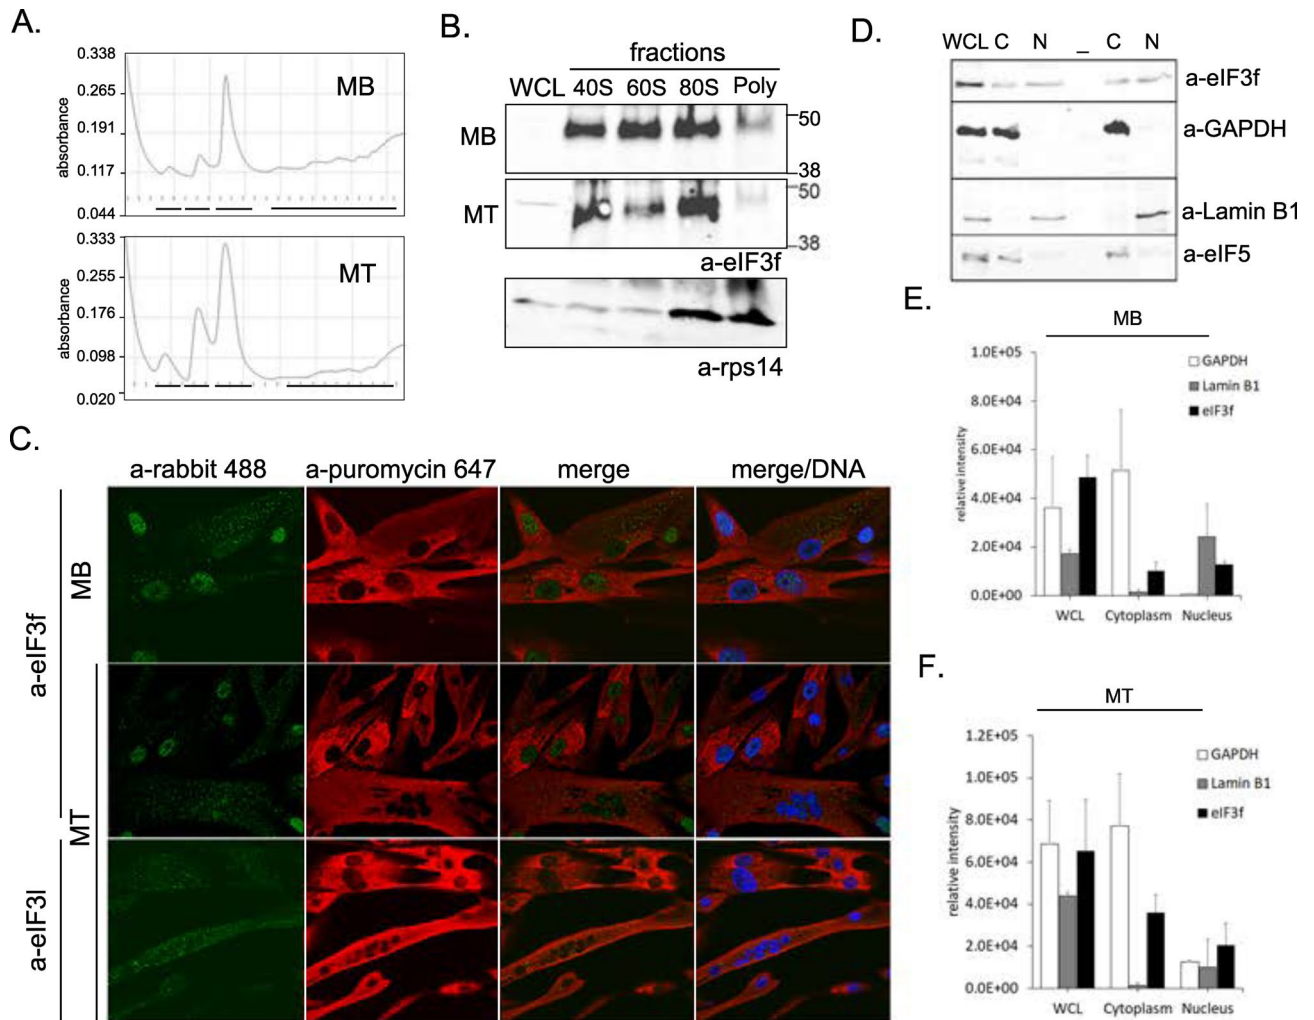 A.
0.338
0.265
0.191
0.117
0.044
absorbance
MB
0.333
0.255
0.176
0.098
0.020
absorbance
MT
B.
fractions
WCL 40S 60S 80S Poly
MB
50
38
MT
50
38
a-eIF3f
a-rps14
C.
a-rabbit 488 a-puromycin 647 merge merge/DNA
a-eIF3f
MB
MT
a-eIF3l
D.
WCL C N _ C N
a-eIF3f
a-GAPDH
a-Lamin B1
a-eIF5
E.
MB
1.0E+05
8.0E+04
6.0E+04
4.0E+04
2.0E+04
0.0E+00
relative intensity
GAPDH
Lamin B1
eIF3f
WCL Cytoplasm Nucleus
F.
MT
1.2E+05
1.0E+05
8.0E+04
6.0E+04
4.0E+04
2.0E+04
0.0E+00
relative intensity
GAPDH
Lamin B1
eIF3f
WCL Cytoplasm Nucleus